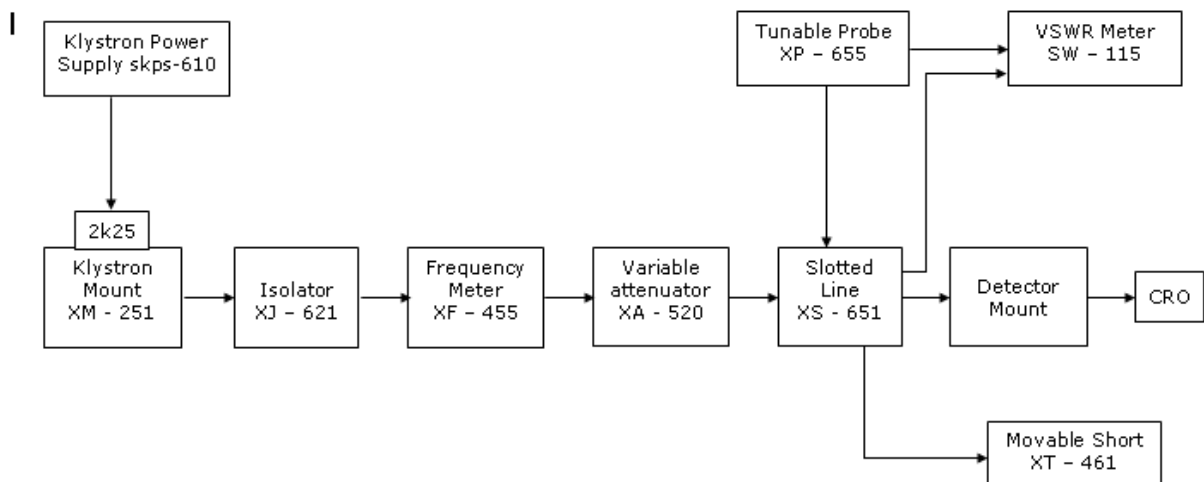 I
Klystron Power
Supply skps-610
Tunable Probe
XP – 655
VSWR Meter
SW – 115
2k25
Klystron
Mount
XM - 251
Isolator
XJ – 621
Frequency
Meter
XF – 455
Variable
attenuator
XA - 520
Slotted
Line
XS - 651
Detector
Mount
CRO
Movable Short
XT – 461